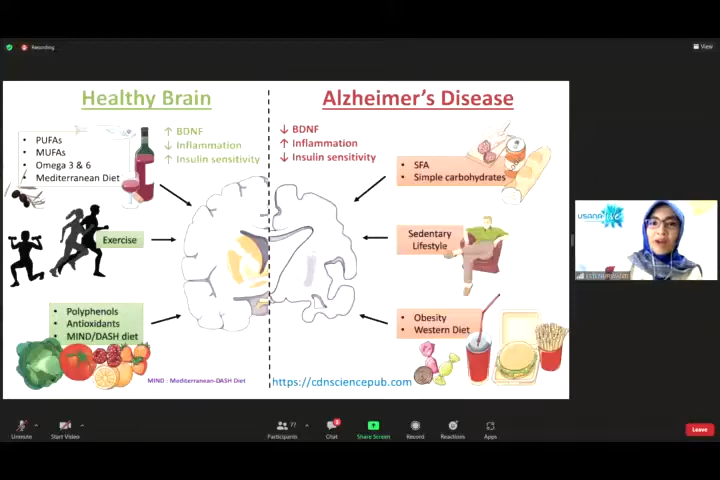 Recording
View
Healthy Brain
Alzheimer's Disease
PUFAs
MUFAs
Omega 3 & 6
Mediterranean Diet
↑ BDNF
↓ Inflammation
↑ Insulin sensitivity
↓ BDNF
↑ Inflammation
↓ Insulin sensitivity
SFA
Simple carbohydrates
Exercise
Sedentary
Lifestyle
USANA
Polyphenols
Antioxidants
MIND/DASH diet
Obesity
Western Diet
MIND : Mediterranean-DASH Diet
https://cdnsciencepub.com
Unmute
Start Video
Participants
77
Chat
Share Screen
Record
Reactions
Apps
Leave